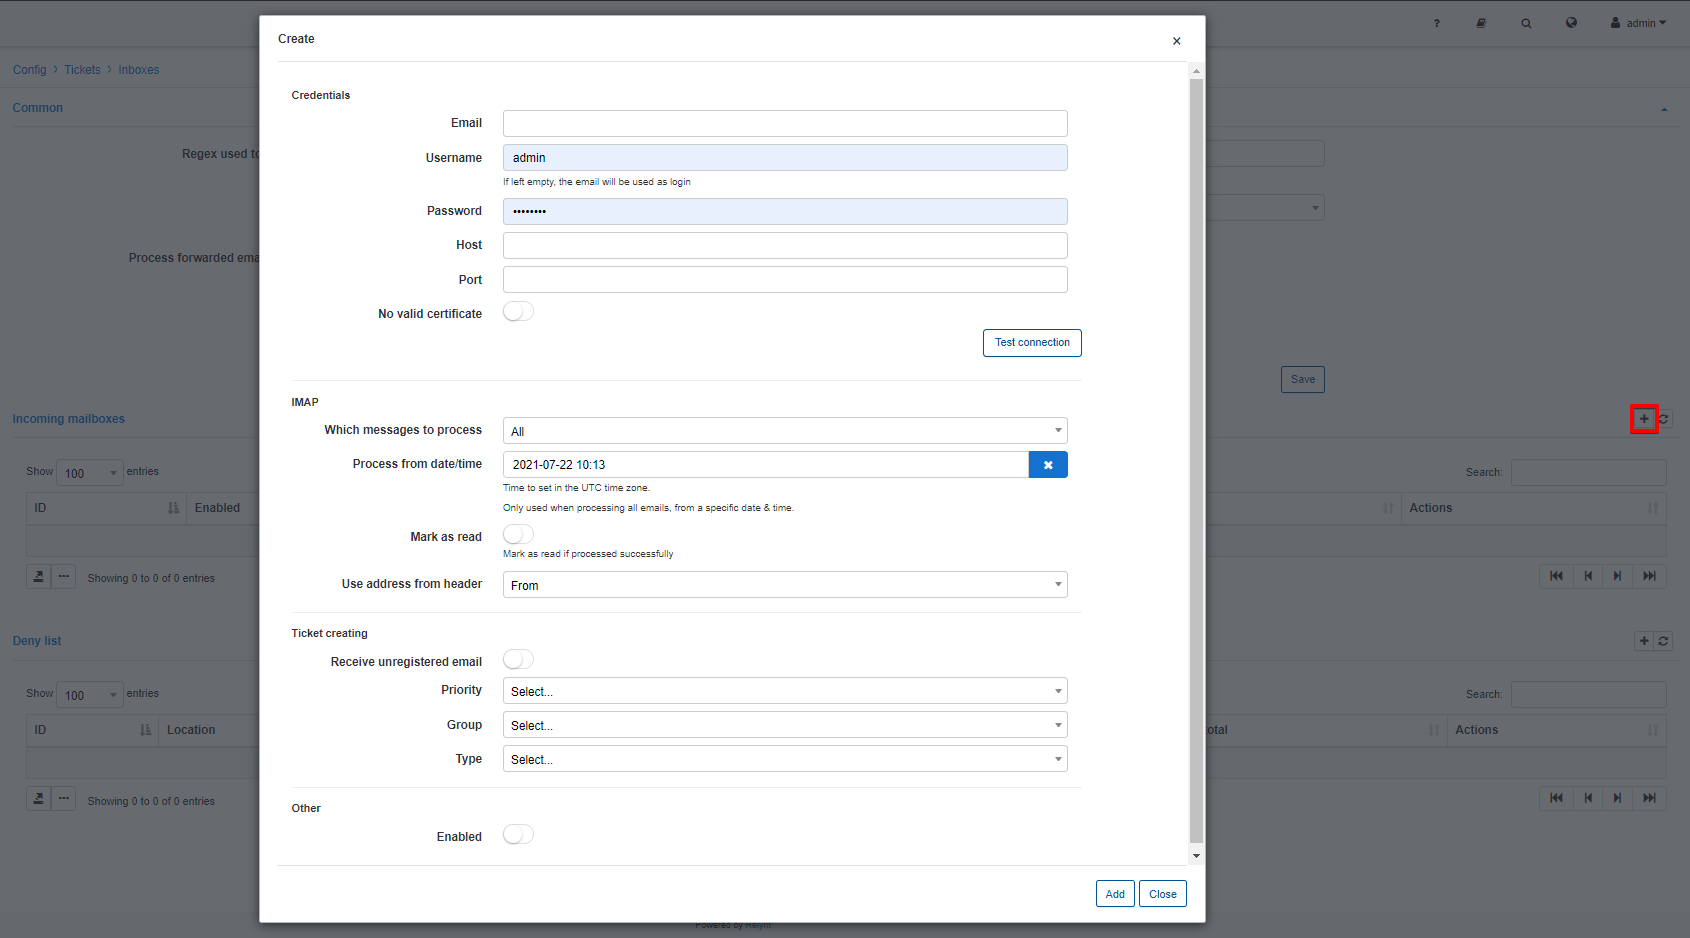 Create
×
? admin
Config > Tickets > Inboxes
Common
Credentials
Email
Regex used to
Username admin
If left empty, the email will be used as login
Password ••••••••
Host
Process forwarded ema
Port
No valid certificate
Test connection
Save
IMAP
Incoming mailboxes
Which messages to process All
Process from date/time 2021-07-22 10:13
Time to set in the UTC time zone.
Only used when processing all emails, from a specific date & time.
Show 100 entries
Search:
ID Enabled Actions
Mark as read
Mark as read if processed successfully
Showing 0 to 0 of 0 entries
Use address from header From
Ticket creating
Deny list
Receive unregistered email
Priority Select...
Show 100 entries
Search:
Group Select...
ID Location otal Actions
Type Select...
Showing 0 to 0 of 0 entries
Other
Enabled
Add Close
Powered by